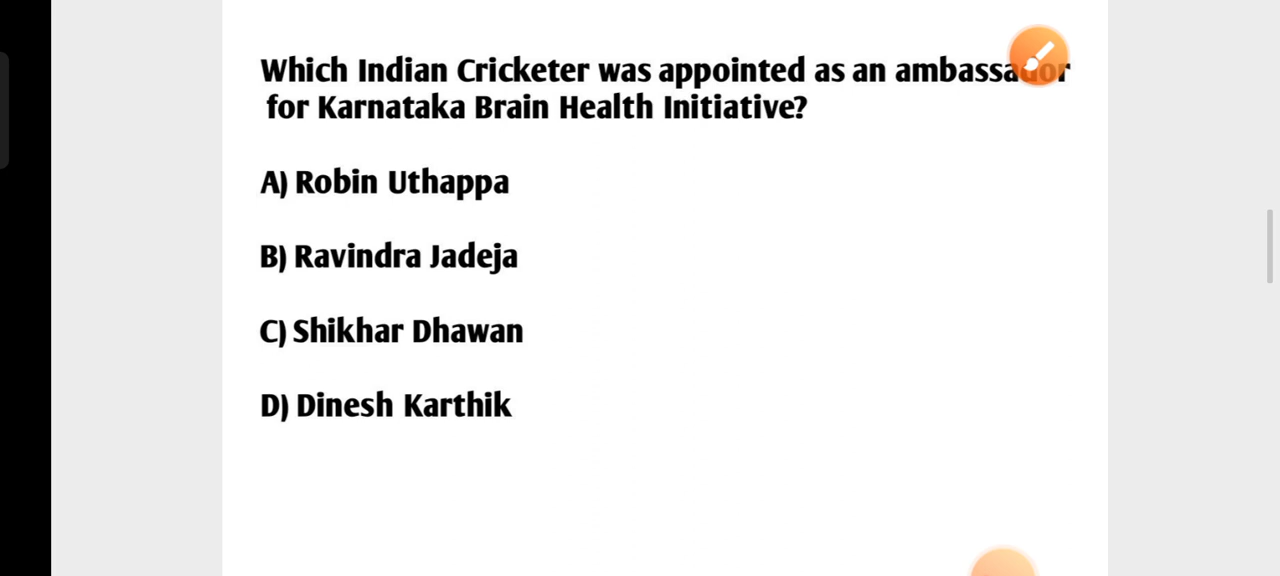 Which Indian Cricketer was appointed as an ambassador
for Karnataka Brain Health Initiative?
A) Robin Uthappa
B) Ravindra Jadeja
C) Shikhar Dhawan
D) Dinesh Karthik